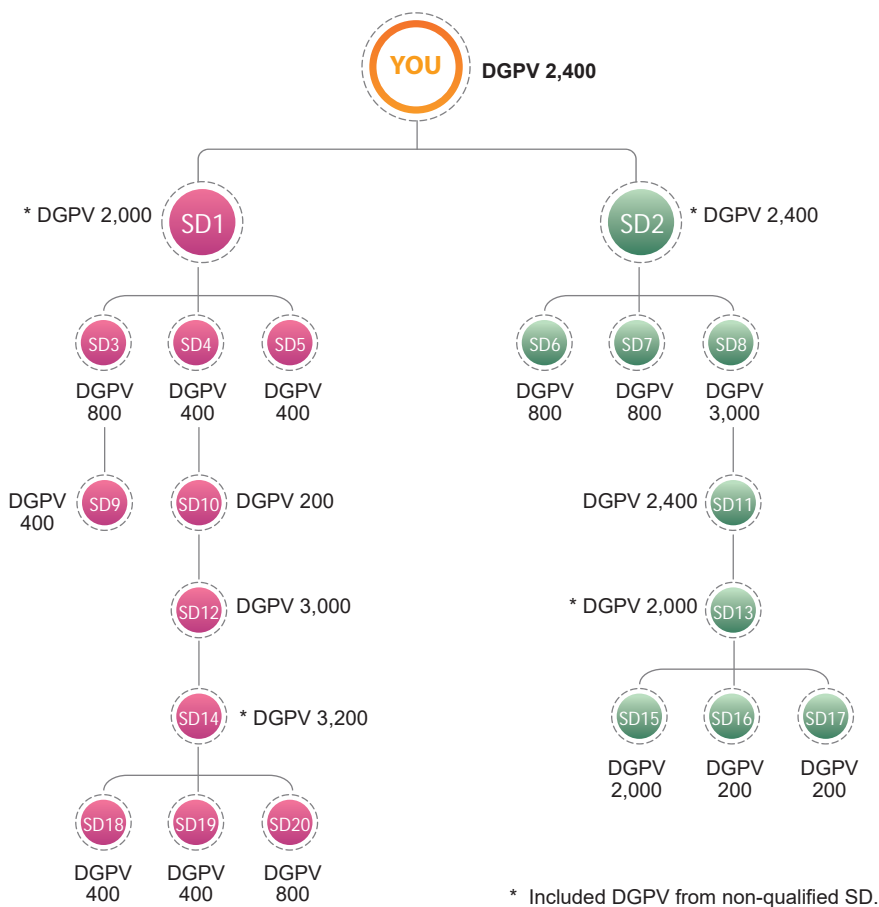 YOU
DGPV 2,400
* DGPV 2,000
SD1
SD2
* DGPV 2,400
SD3
SD4
SD5
SD6
SD7
SD8
DGPV
800
DGPV
400
DGPV
400
DGPV
800
DGPV
800
DGPV
3,000
DGPV
400
SD9
SD10
DGPV 200
DGPV 2,400
SD11
SD12
DGPV 3,000
* DGPV 2,000
SD13
SD14
* DGPV 3,200
SD15
SD16
SD17
DGPV
2,000
DGPV
200
DGPV
200
SD18
SD19
SD20
DGPV
400
DGPV
400
DGPV
800
* Included DGPV from non-qualified SD.